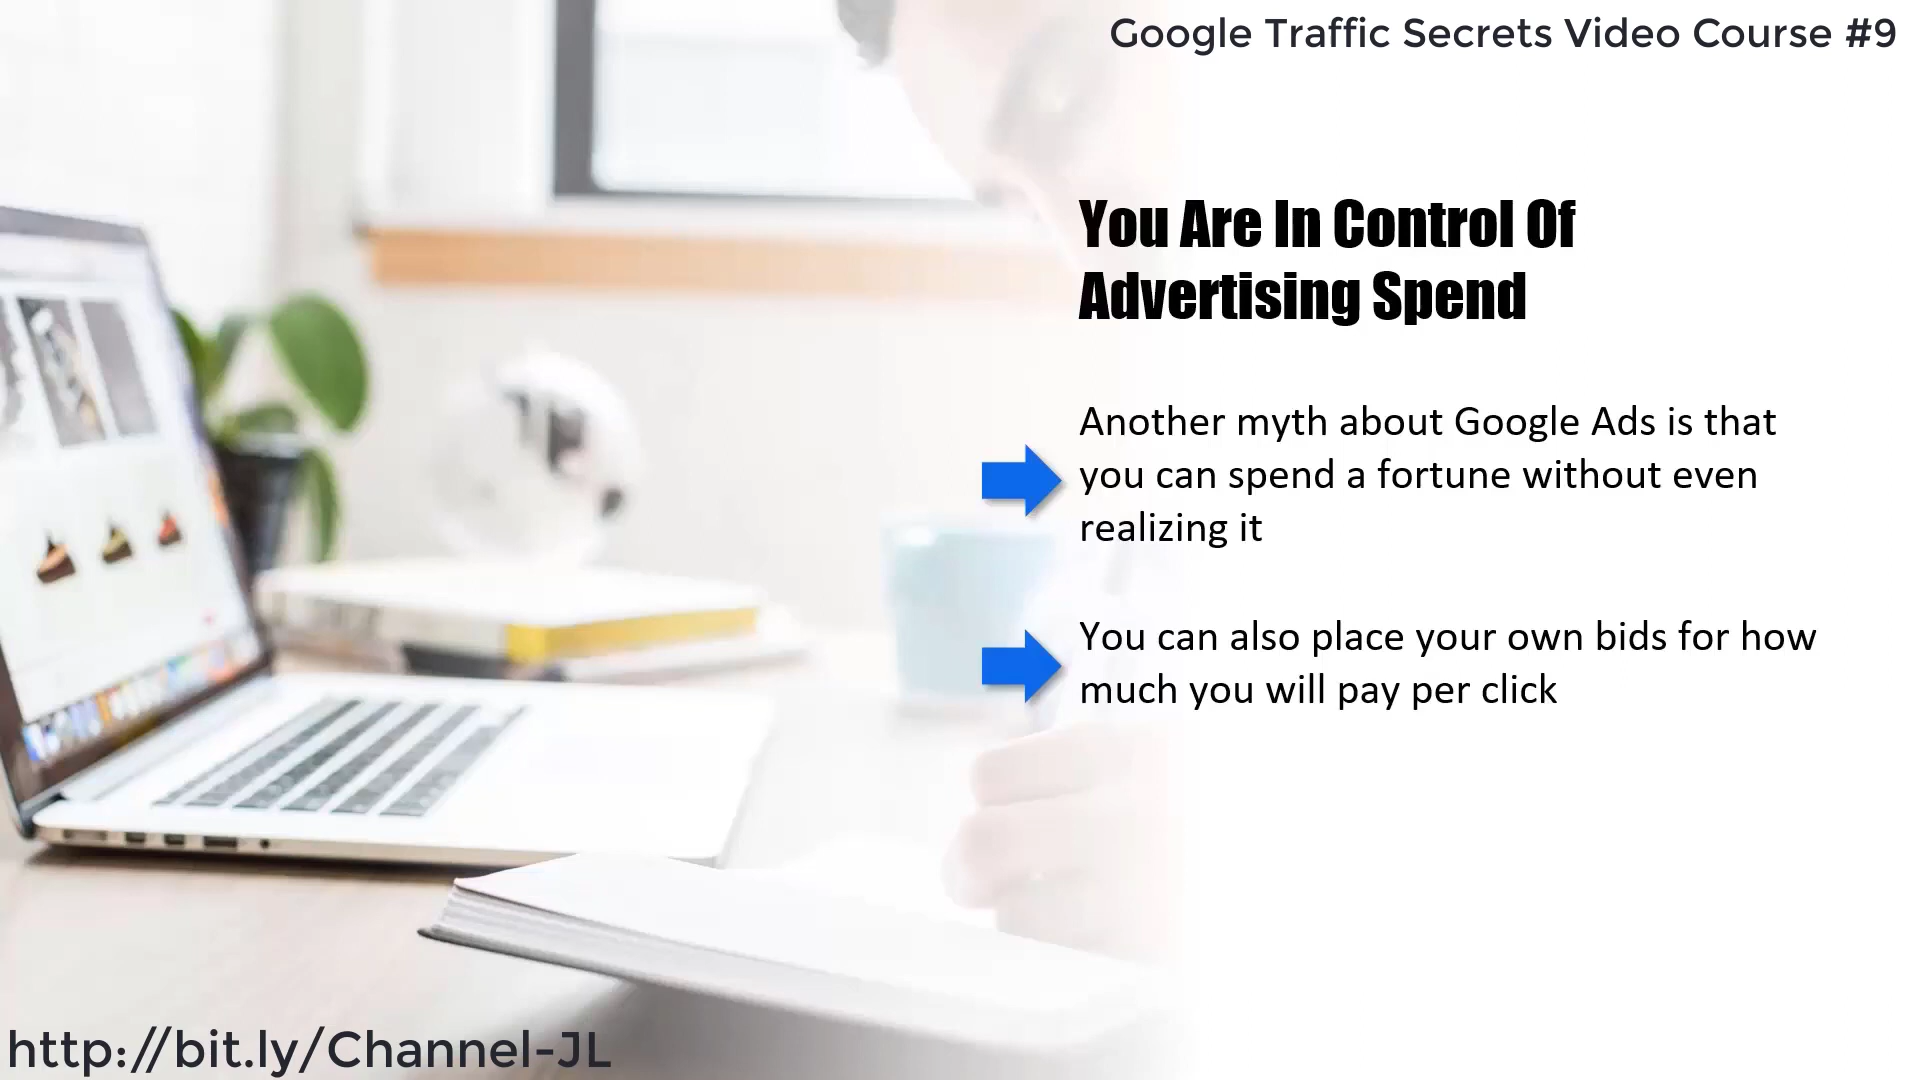 Google Traffic Secrets Video Course #9
You Are In Control Of
Advertising Spend
Another myth about Google Ads is that
you can spend a fortune without even
realizing it
You can also place your own bids for how
much you will pay per click
http://bit.ly/Channel-JL